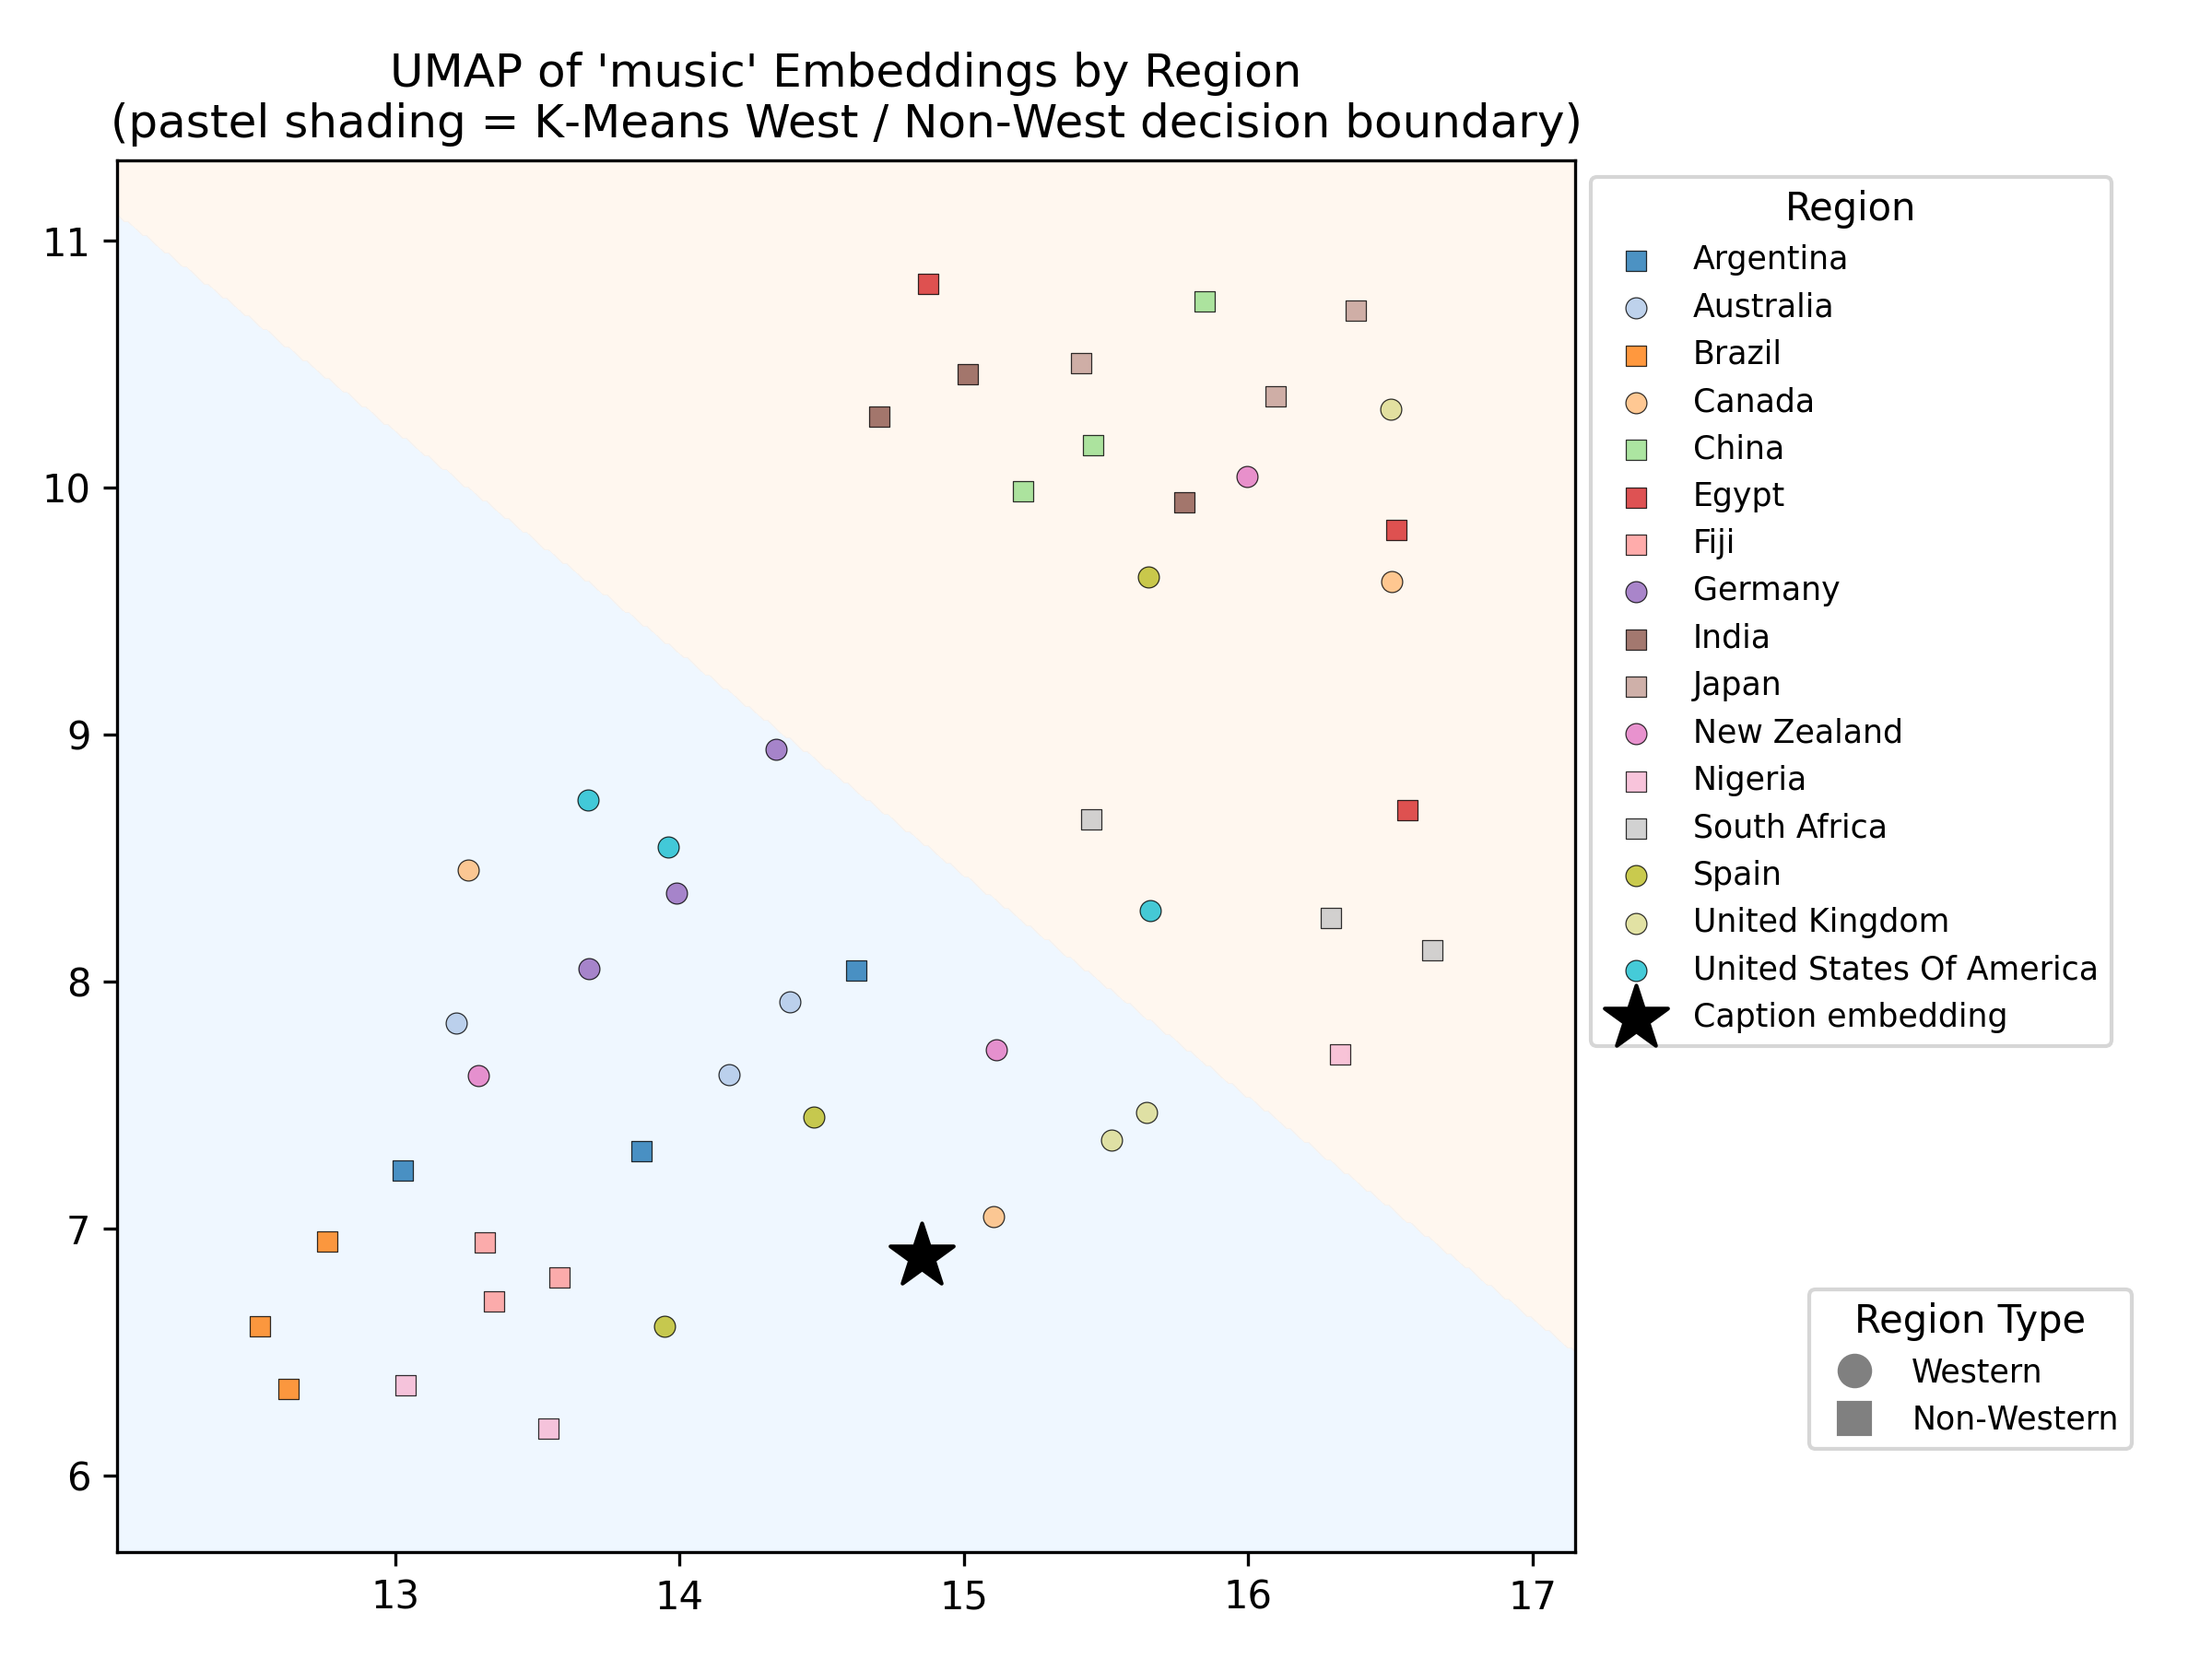 UMAP of 'music' Embeddings by Region
(pastel shading = K-Means West / Non-West decision boundary)
11
10
9
8
7
6
13
14
15
16
17
Region
Argentina
Australia
Brazil
Canada
China
Egypt
Fiji
Germany
India
Japan
New Zealand
Nigeria
South Africa
Spain
United Kingdom
United States Of America
Caption embedding
Region Type
Western
Non-Western